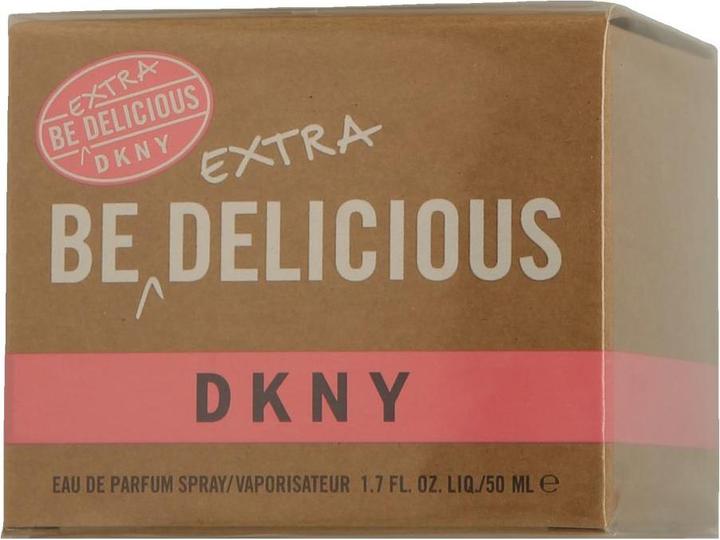 EXTRA
BE DELICIOUS
DKNY
EXTRA
BE DELICIOUS
DKNY
EAU DE PARFUM SPRAY/VAPORISATEUR 1.7 FL. OZ. LIQ./50 ML ℮